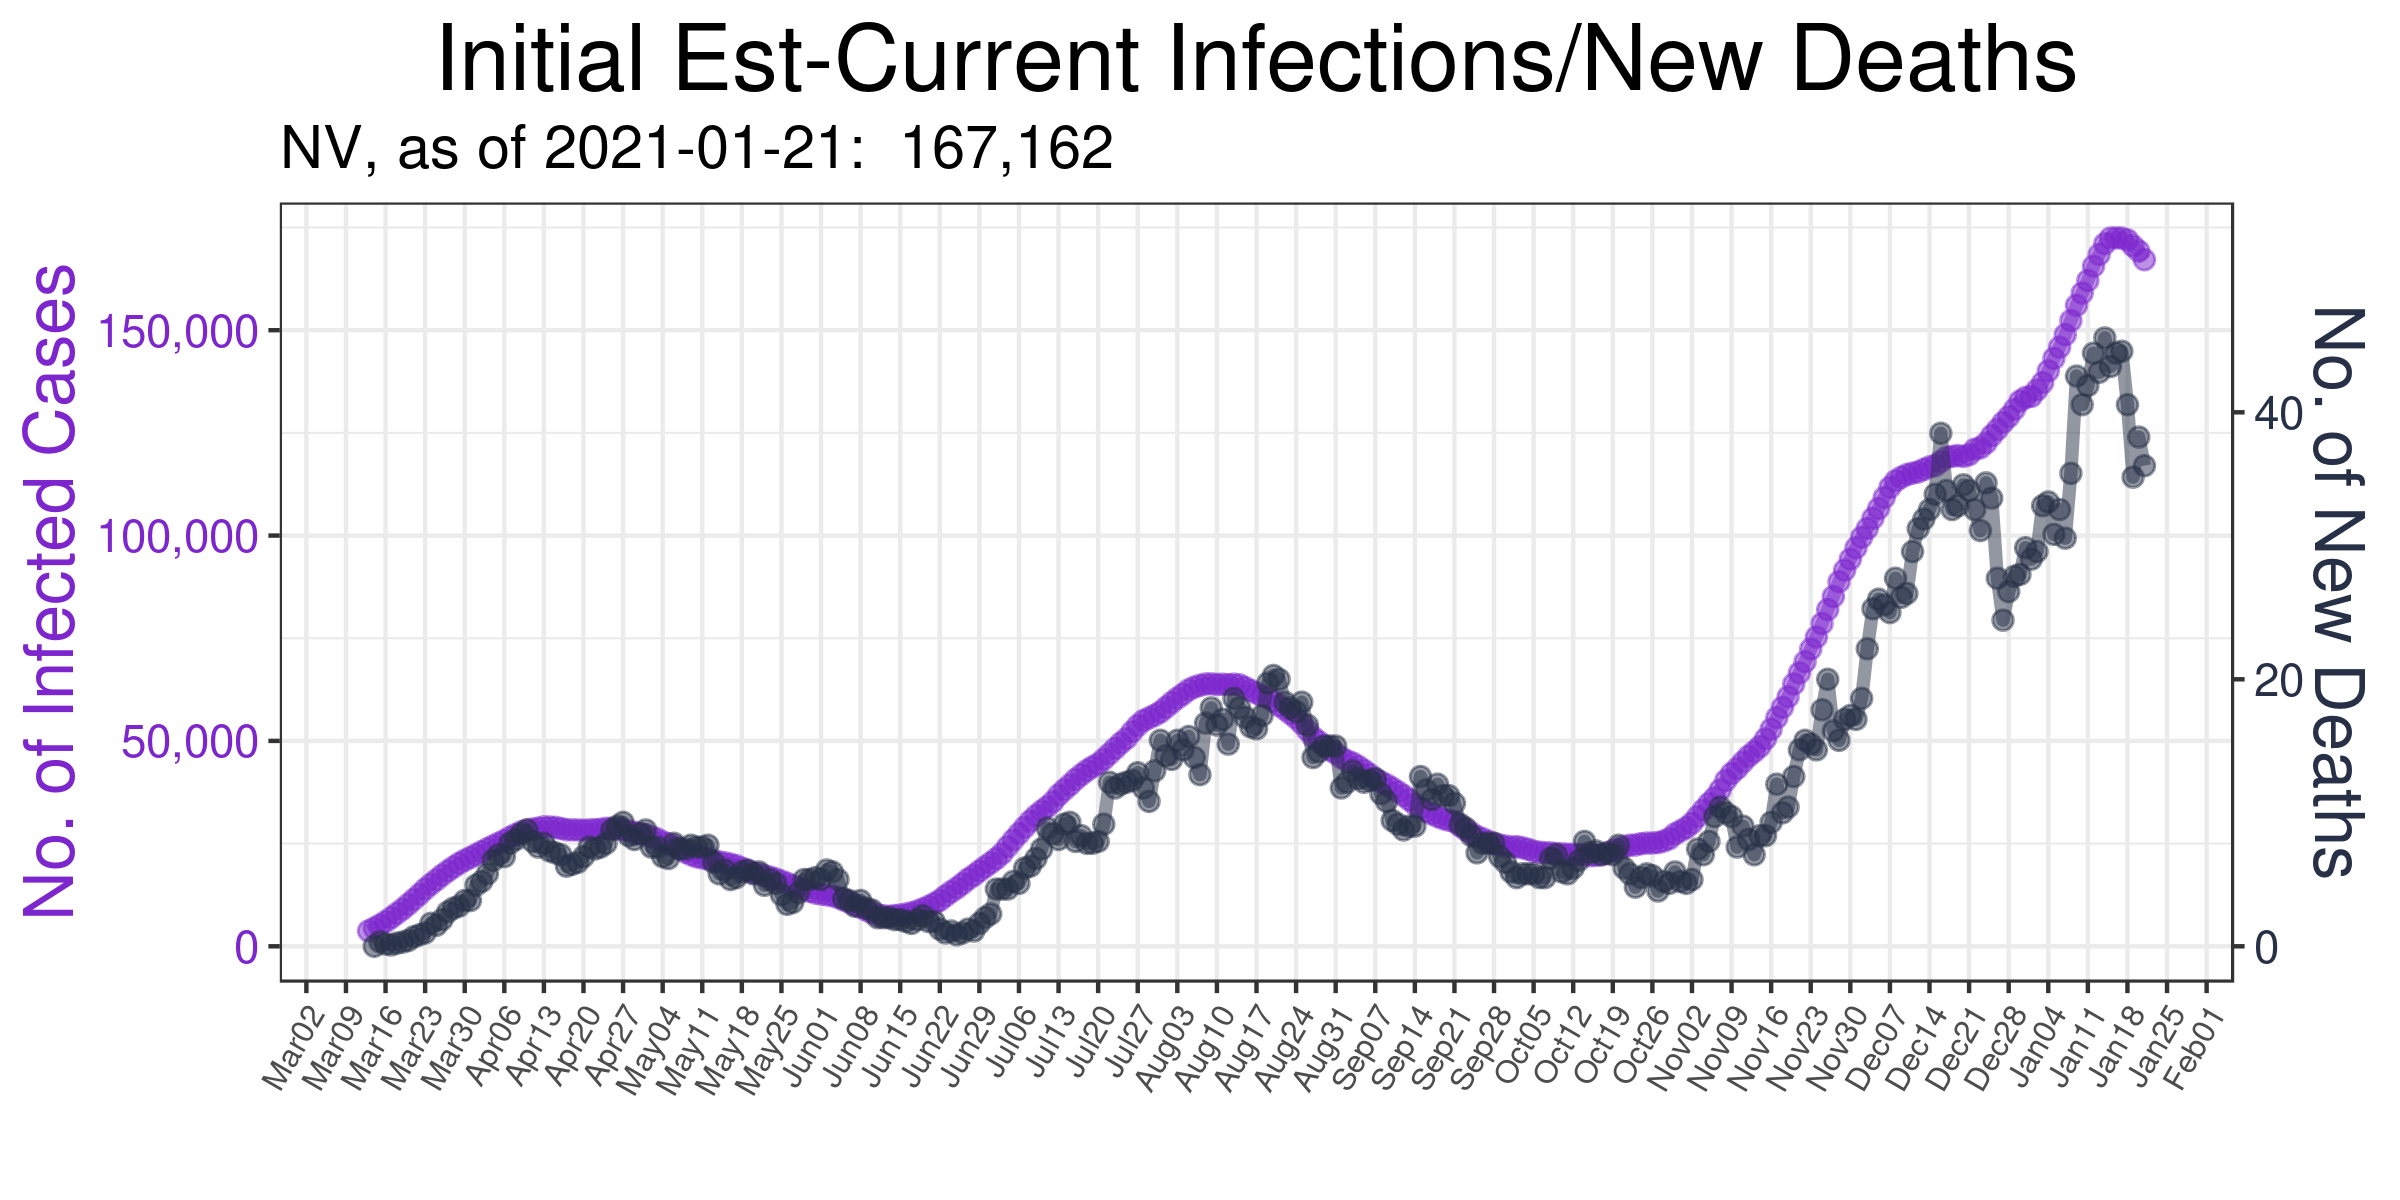 Initial Est-Current Infections/New Deaths
NV, as of 2021-01-21:  167,162
No. of Infected Cases
150,000
100,000
50,000
0
No. of New Deaths
40
20
0
Mar02
Mar09
Mar16
Mar23
Mar30
Apr06
Apr13
Apr20
Apr27
May04
May11
May18
May25
Jun01
Jun08
Jun15
Jun22
Jun29
Jul06
Jul13
Jul20
Jul27
Aug03
Aug10
Aug17
Aug24
Aug31
Sep07
Sep14
Sep21
Sep28
Oct05
Oct12
Oct19
Oct26
Nov02
Nov09
Nov16
Nov23
Nov30
Dec07
Dec14
Dec21
Dec28
Jan04
Jan11
Jan18
Jan25
Feb01